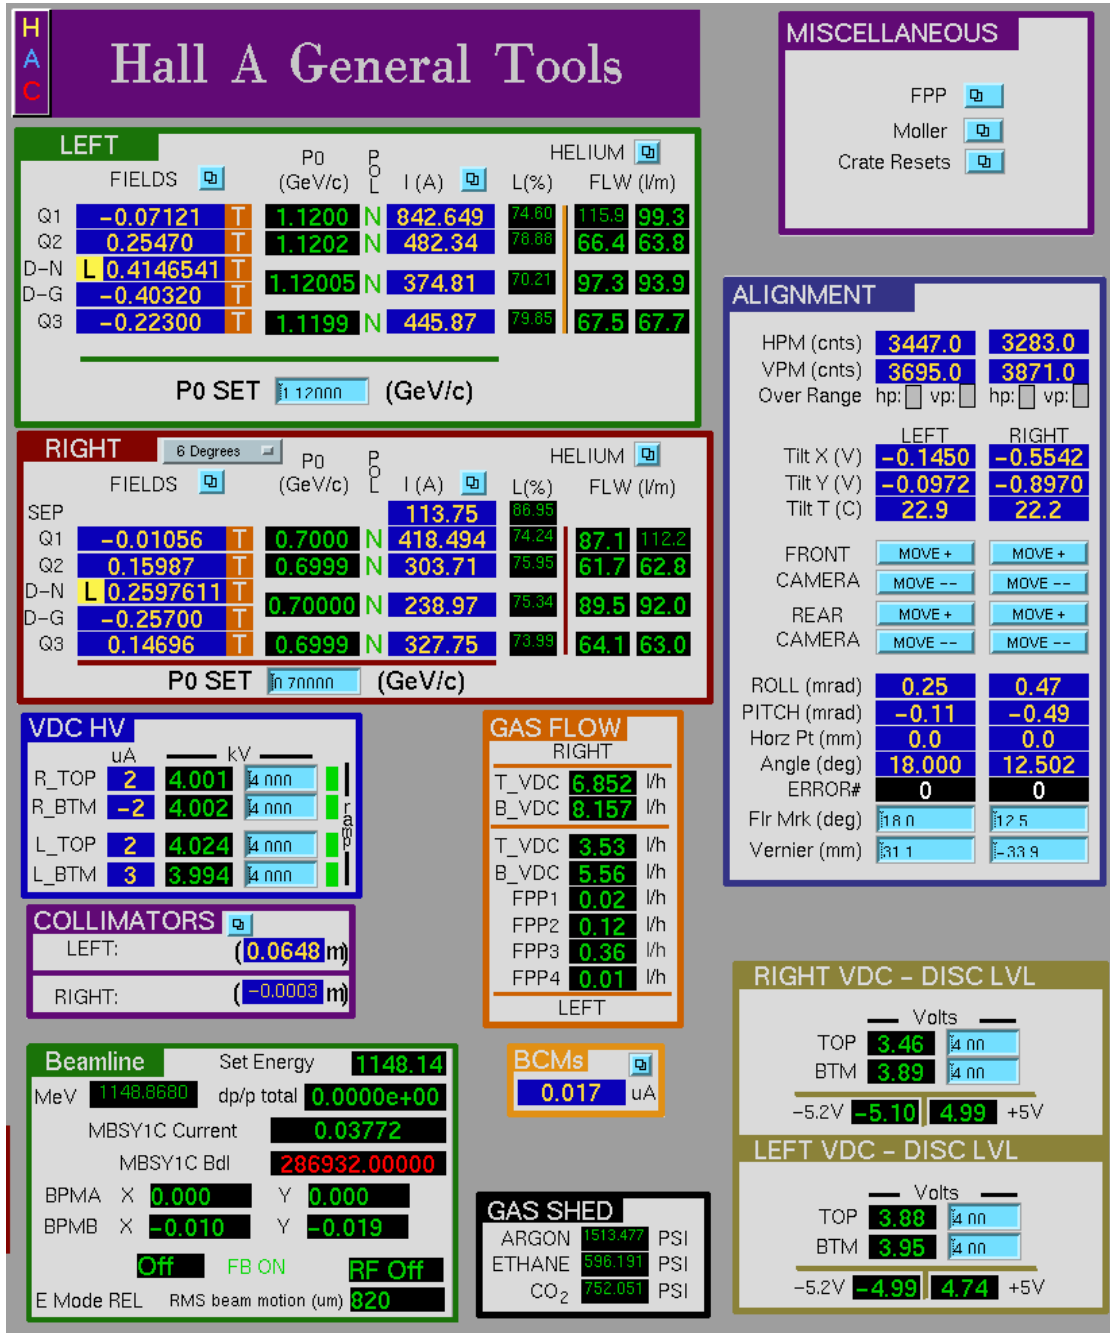 H
A
C
Hall A General Tools
MISCELLANEOUS
FPP
Moller
Crate Resets
LEFT
P0 POL HELIUM
FIELDS (GeV/c) I (A) L(%) FLW (l/m)
Q1 -0.07121 T 1.1200 N 842.649 74.60 115.9 99.3
Q2 0.25470 T 1.1202 N 482.34 78.88 66.4 63.8
D-N L 0.4146541 T 1.12005 N 374.81 70.21 97.3 93.9
D-G -0.40320 T
Q3 -0.22300 T 1.1199 N 445.87 79.85 67.5 67.7
P0 SET 1.12000 (GeV/c)
RIGHT 6 Degrees P0 POL HELIUM
FIELDS (GeV/c) I (A) L(%) FLW (l/m)
SEP 113.75 86.95
Q1 -0.01056 T 0.7000 N 418.494 74.24 87.1 112.2
Q2 0.15987 T 0.6999 N 303.71 75.95 61.7 62.8
D-N L 0.2597611 T 0.70000 N 238.97 75.34 89.5 92.0
D-G -0.25700 T
Q3 0.14696 T 0.6999 N 327.75 73.99 64.1 63.0
P0 SET 0.70000 (GeV/c)
ALIGNMENT
HPM (cnts) 3447.0 3283.0
VPM (cnts) 3695.0 3871.0
Over Range hp: vp: hp: vp:
LEFT RIGHT
Tilt X (V) -0.1450 -0.5542
Tilt Y (V) -0.0972 -0.8970
Tilt T (C) 22.9 22.2
FRONT MOVE + MOVE +
CAMERA MOVE -- MOVE --
REAR MOVE + MOVE +
CAMERA MOVE -- MOVE --
ROLL (mrad) 0.25 0.47
PITCH (mrad) -0.11 -0.49
Horz Pt (mm) 0.0 0.0
Angle (deg) 18.000 12.502
ERROR# 0 0
Flr Mrk (deg) 18.0 12.5
Vernier (mm) 31.1 -33.9
VDC HV
uA kV
R_TOP 2 4.001 4.000
R_BTM -2 4.002 4.000
L_TOP 2 4.024 4.000
L_BTM 3 3.994 4.000
ramp
GAS FLOW
RIGHT
T_VDC 6.852 l/h
B_VDC 8.157 l/h
T_VDC 3.53 l/h
B_VDC 5.56 l/h
FPP1 0.02 l/h
FPP2 0.12 l/h
FPP3 0.36 l/h
FPP4 0.01 l/h
LEFT
COLLIMATORS
LEFT: (0.0648 m)
RIGHT: (-0.0003 m)
Beamline Set Energy 1148.14
MeV 1148.8680 dp/p total 0.0000e+00
MBSY1C Current 0.03772
MBSY1C Bdl 286932.00000
BPMA X 0.000 Y 0.000
BPMB X -0.010 Y -0.019
Off FB ON RF Off
E Mode REL RMS beam motion (um) 820
BCMs
0.017 uA
GAS SHED
ARGON 1513.477 PSI
ETHANE 596.191 PSI
CO2 752.051 PSI
RIGHT VDC - DISC LVL
Volts
TOP 3.46 4.00
BTM 3.89 4.00
-5.2V -5.10 4.99 +5V
LEFT VDC - DISC LVL
Volts
TOP 3.88 4.00
BTM 3.95 4.00
-5.2V -4.99 4.74 +5V